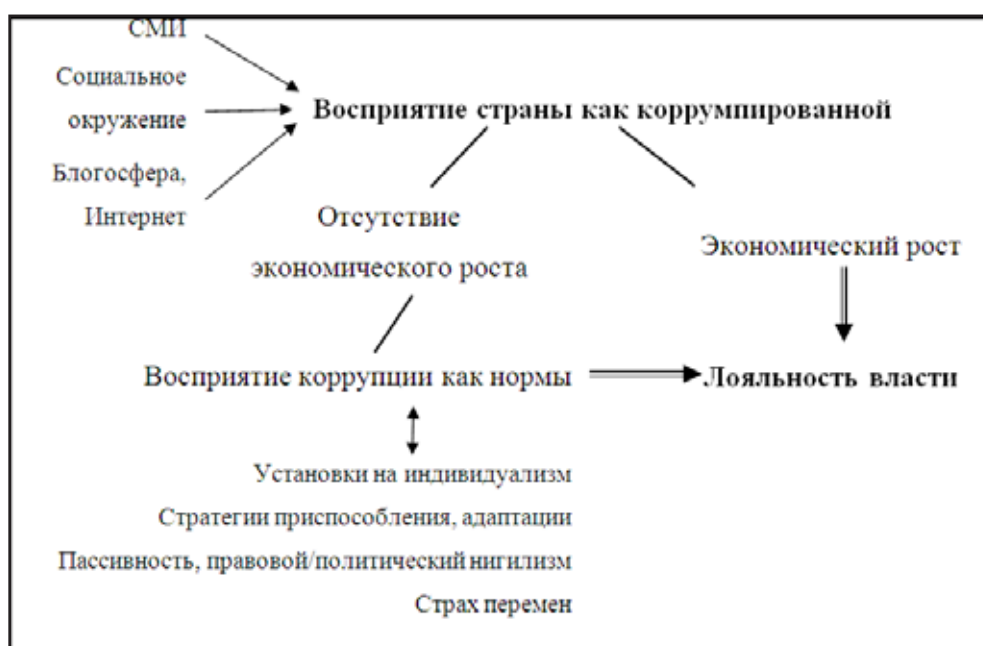 СМИ
Социальное
окружение
Блогосфера,
Интернет
Восприятие страны как коррумпированной
Отсутствие
экономического роста
Экономический рост
Восприятие коррупции как нормы
Лояльность власти
Установки на индивидуализм
Стратегии приспособления, адаптации
Пассивность, правовой/политический нигилизм
Страх перемен